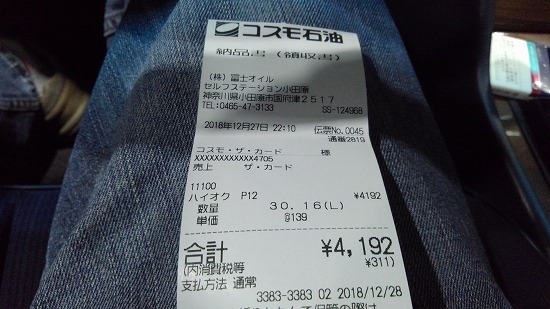 コスモ石油
納品書(領収書)
(株)富士オイル
セルフステーション小田原
神奈川県小田原市国府津2517
TEL:0465-47-3133 SS-124968
2018年12月27日 22:10 伝票No.0045
通番2819
コスモ・ザ・カード 様
XXXXXXXXXXXX4705
売上 ザ・カード
11100
ハイオク P12 ¥4192
数量 30.16(L)
単価 @139
合計 ¥4,192
(内消費税等 ¥311)
支払方法 通常
3383-3383 02 2018/12/28